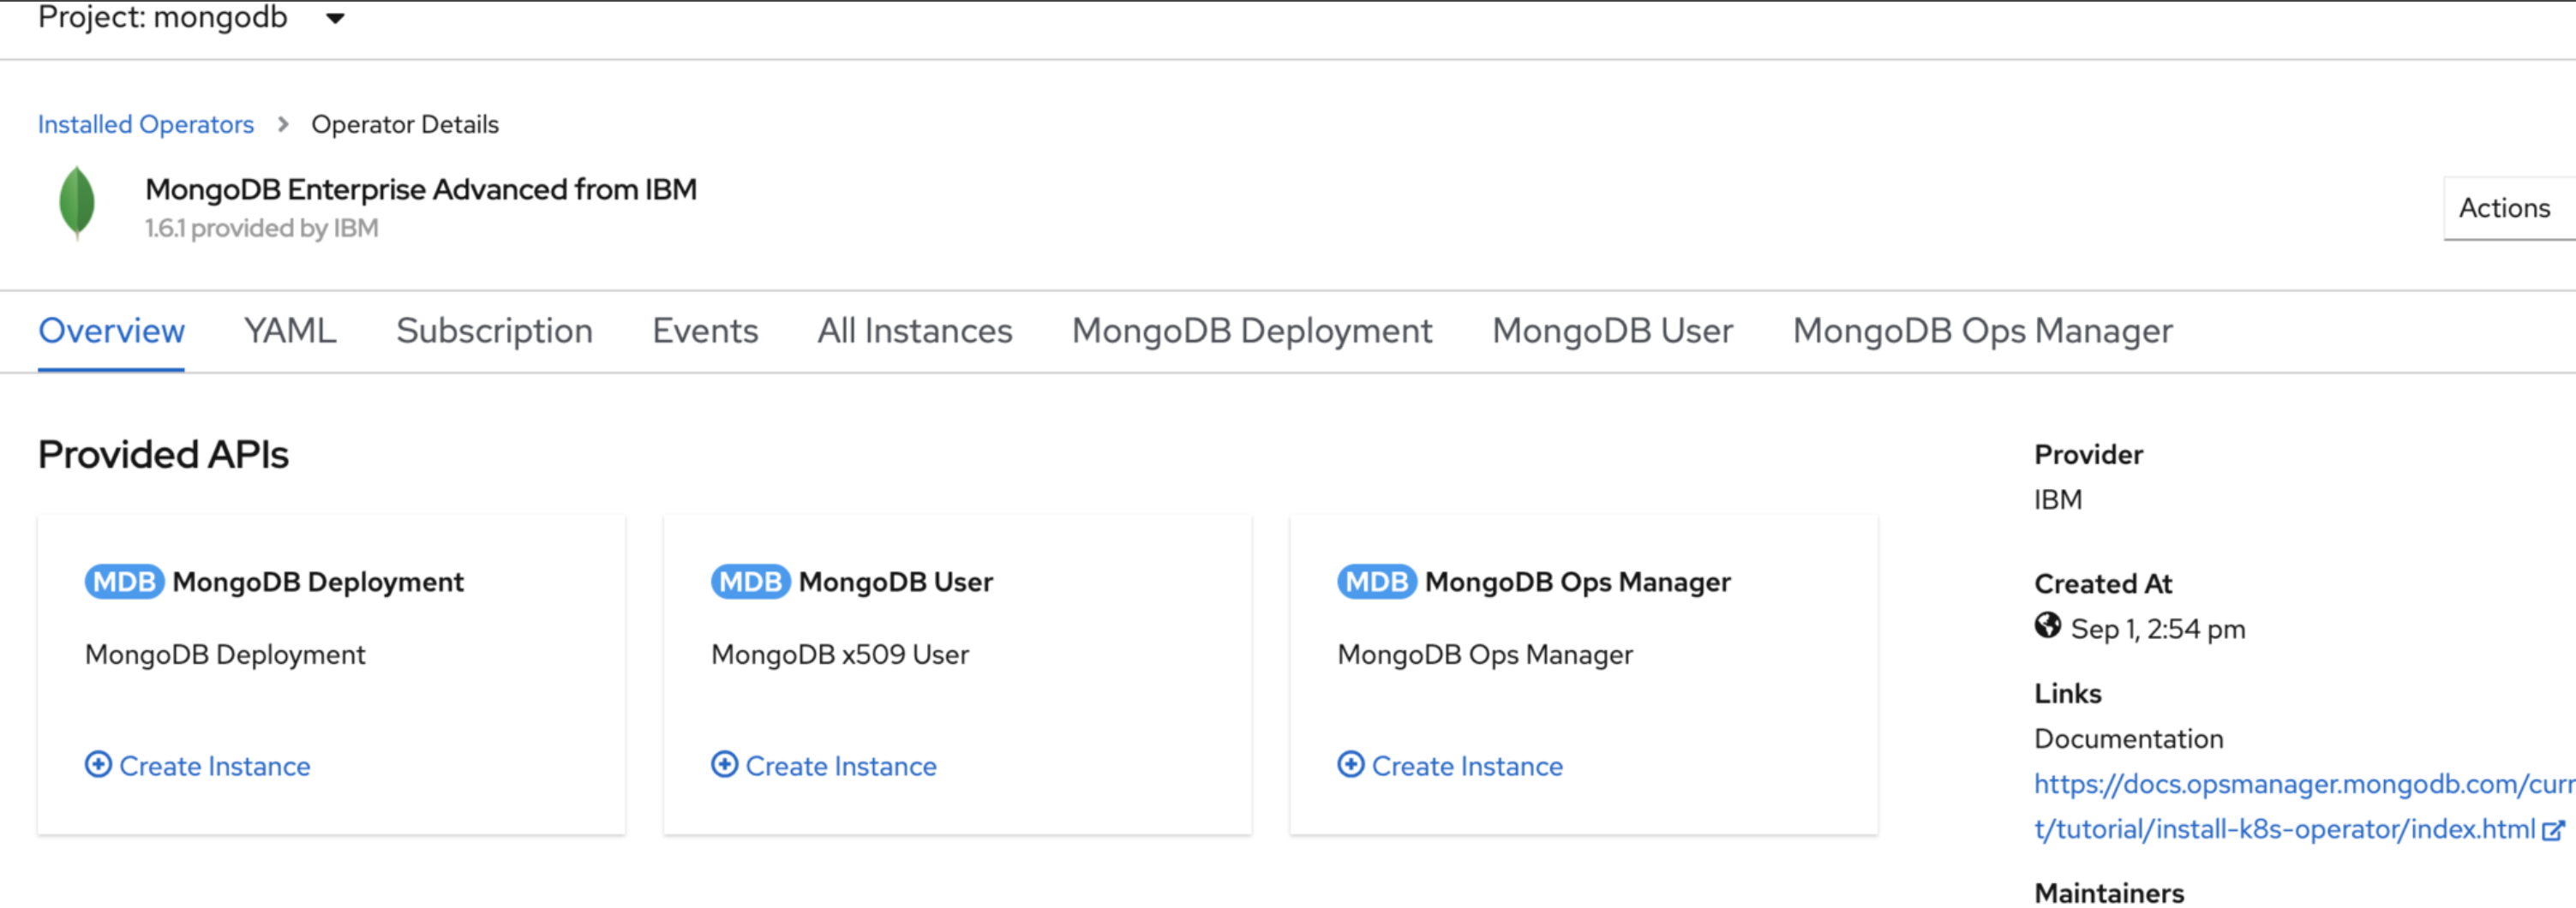 Project: mongodb
Installed Operators > Operator Details
MongoDB Enterprise Advanced from IBM
1.6.1 provided by IBM
Actions
Overview YAML Subscription Events All Instances MongoDB Deployment MongoDB User MongoDB Ops Manager
Provided APIs
MDB MongoDB Deployment
MongoDB Deployment
Create Instance
MDB MongoDB User
MongoDB x509 User
Create Instance
MDB MongoDB Ops Manager
MongoDB Ops Manager
Create Instance
Provider
IBM
Created At
Sep 1, 2:54 pm
Links
Documentation
https://docs.opsmanager.mongodb.com/curr
t/tutorial/install-k8s-operator/index.html
Maintainers